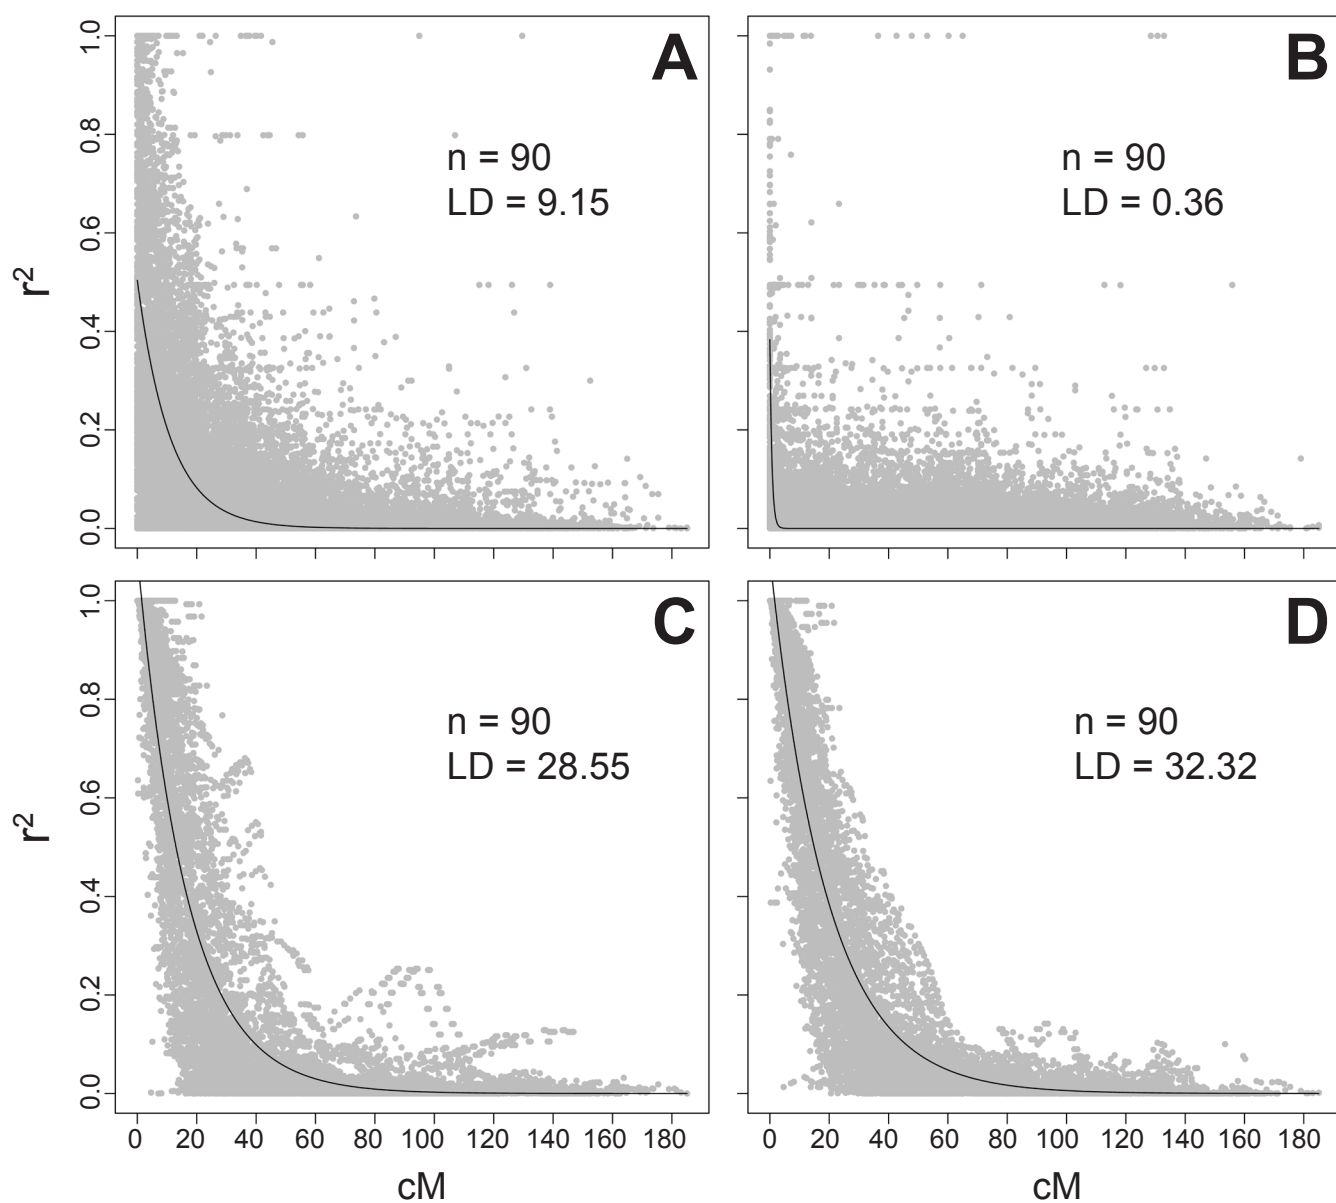 A
B
n = 90
LD = 9.15
n = 90
LD = 0.36
r²
0.0 0.2 0.4 0.6 0.8 1.0
C
D
n = 90
LD = 28.55
n = 90
LD = 32.32
r²
0.0 0.2 0.4 0.6 0.8 1.0
0 20 40 60 80 100 120 140 160 180
0 20 40 60 80 100 120 140 160 180
cM
cM